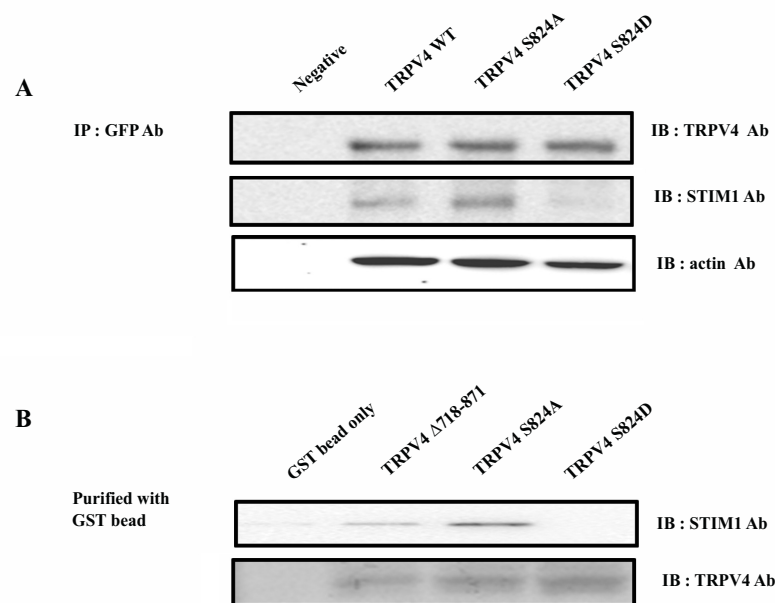 Negative
TRPV4 WT
TRPV4 S824A
TRPV4 S824D
A
IP : GFP Ab
IB : TRPV4 Ab
IB : STIM1 Ab
IB : actin Ab
B
GST bead only
TRPV4 Δ718-871
TRPV4 S824A
TRPV4 S824D
Purified with
GST bead
IB : STIM1 Ab
IB : TRPV4 Ab